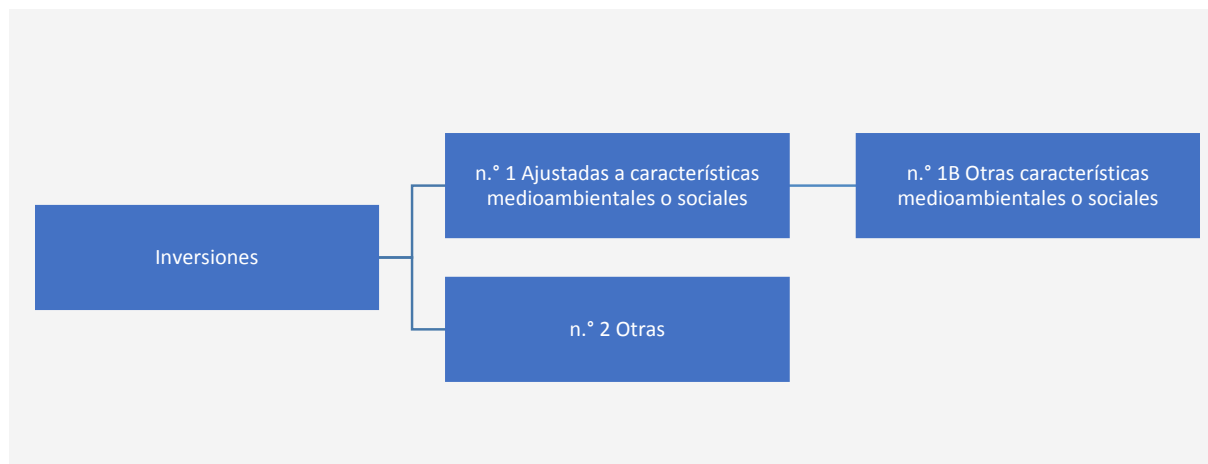 n.° 1 Ajustadas a características
medioambientales o sociales
n.° 1B Otras características
medioambientales o sociales
Inversiones
n.° 2 Otras